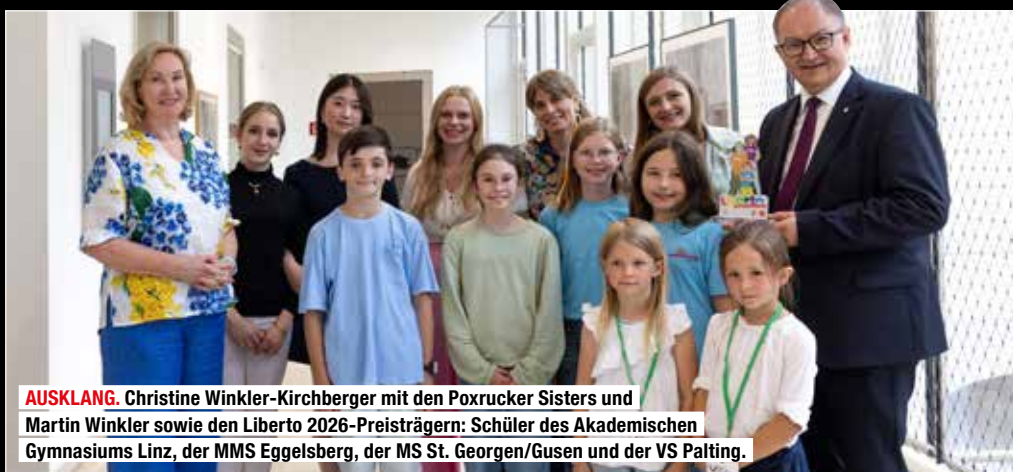 AUSKLANG. Christine Winkler-Kirchberger mit den Poxrucker Sisters und
Martin Winkler sowie den Liberto 2026-Preisträgern: Schüler des Akademischen
Gymnasiums Linz, der MMS Eggelsberg, der MS St. Georgen/Gusen und der VS Palting.